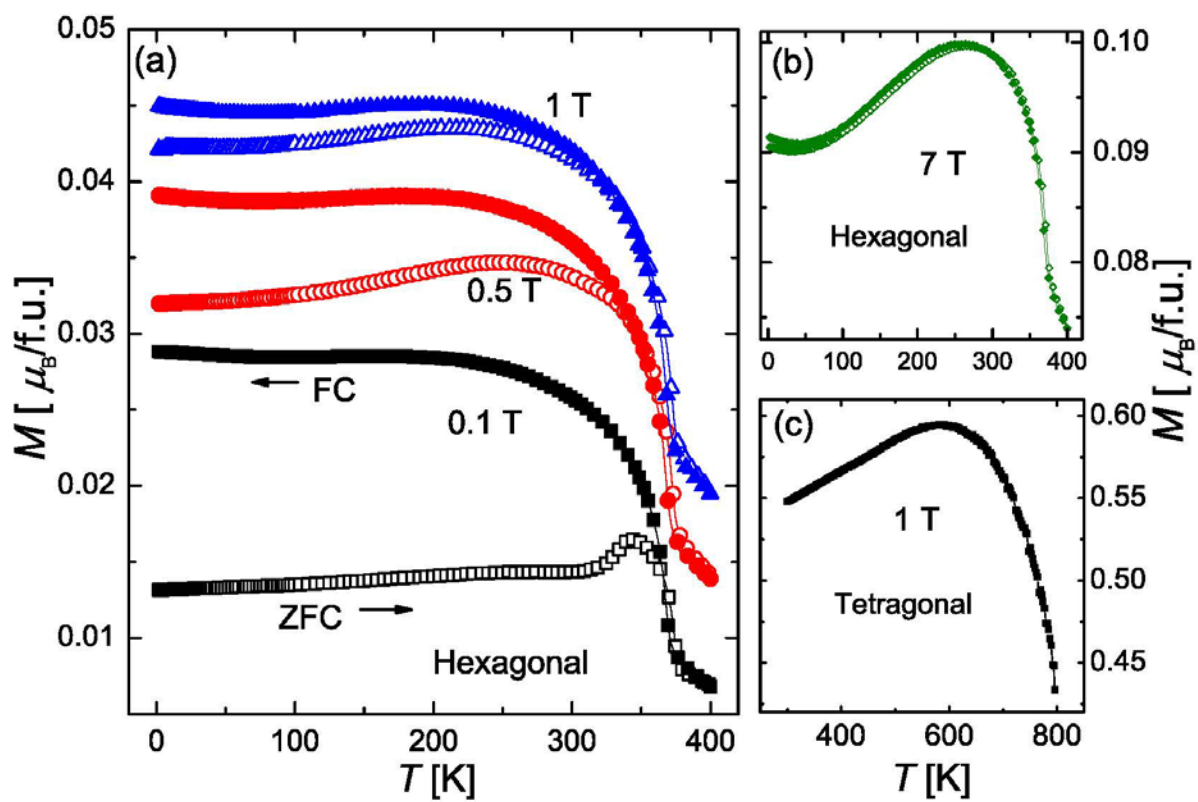 (a)
1 T
0.5 T
FC
0.1 T
ZFC
Hexagonal
0.05
0.04
0.03
0.02
0.01
M [ μB/f.u.]
0 100 200 300 400
T [K]
(b)
7 T
Hexagonal
0.10
0.09
0.08
0 100 200 300 400
M [ μB/f.u.]
(c)
1 T
Tetragonal
0.60
0.55
0.50
0.45
400 600 800
T [K]